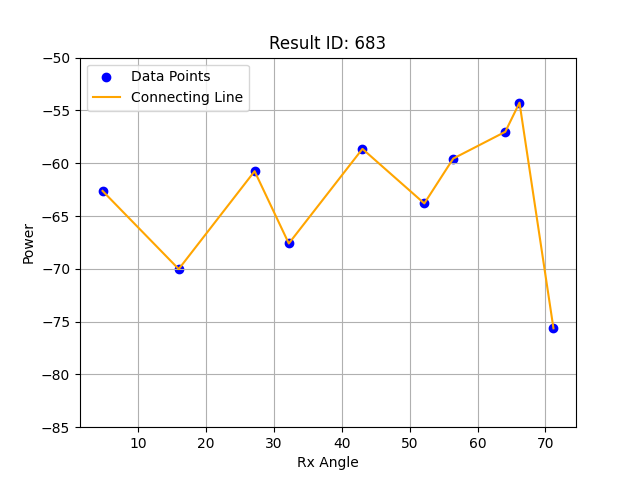 Result ID: 683
Data Points
Connecting Line
Power
−50
−55
−60
−65
−70
−75
−80
−85
10 20 30 40 50 60 70
Rx Angle